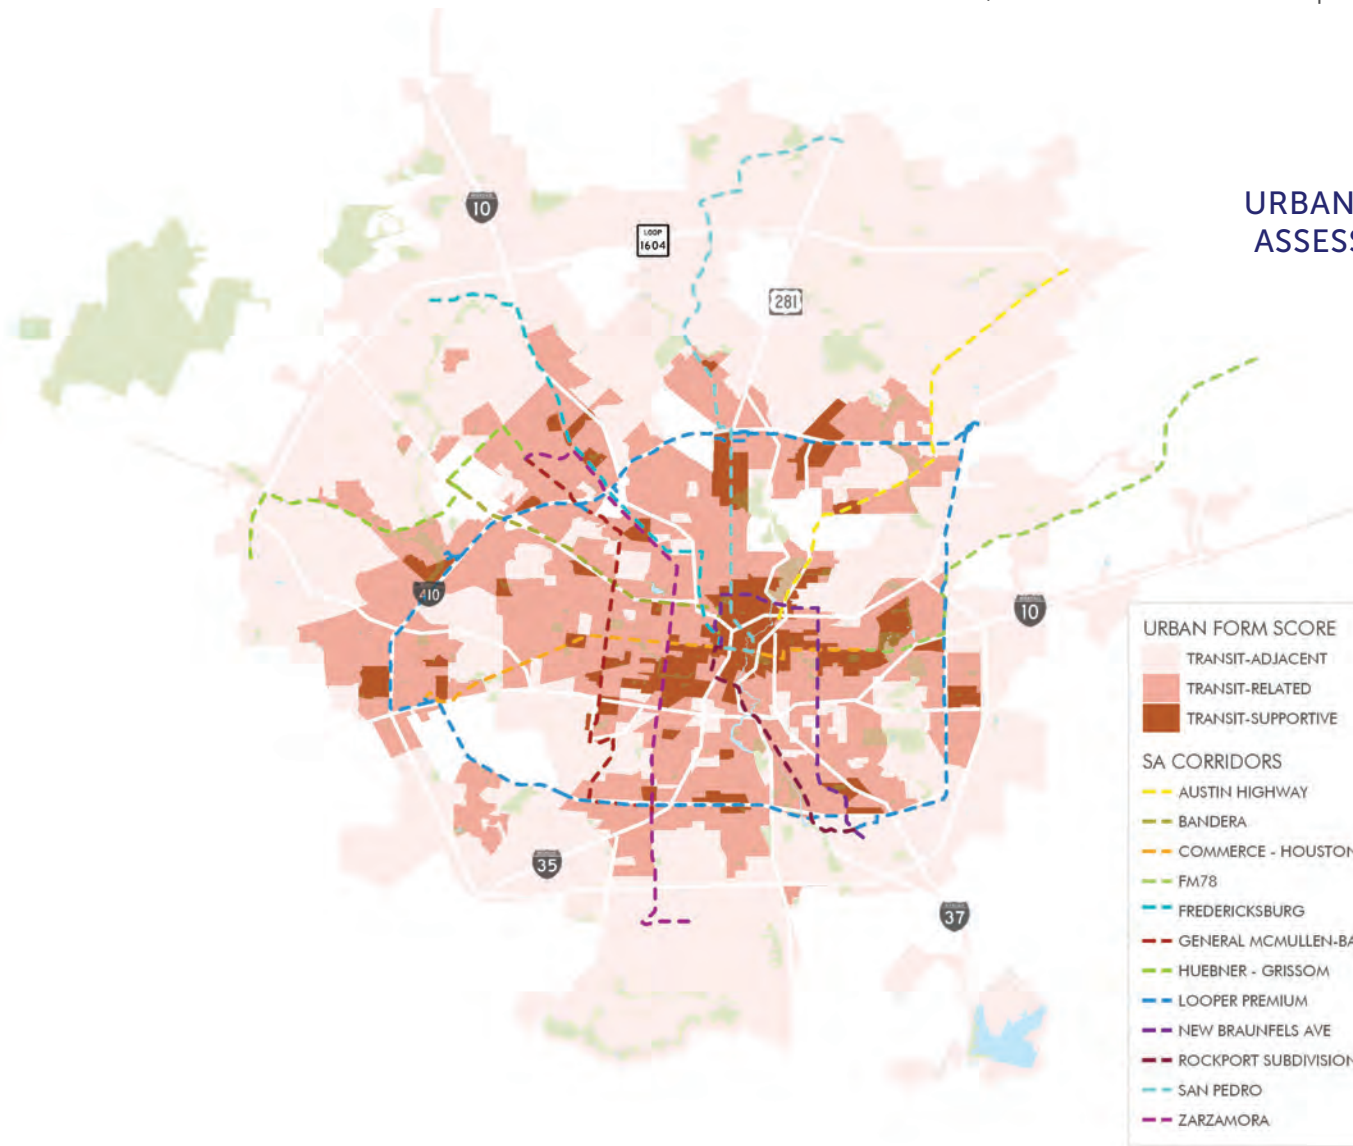 URBAN
ASSESS
10
LOOP
1604
281
410
10
35
37
URBAN FORM SCORE
TRANSIT-ADJACENT
TRANSIT-RELATED
TRANSIT-SUPPORTIVE
SA CORRIDORS
AUSTIN HIGHWAY
BANDERA
COMMERCE - HOUSTON
FM78
FREDERICKSBURG
GENERAL MCMULLEN-BA
HUEBNER - GRISSOM
LOOPER PREMIUM
NEW BRAUNFELS AVE
ROCKPORT SUBDIVISION
SAN PEDRO
ZARZAMORA